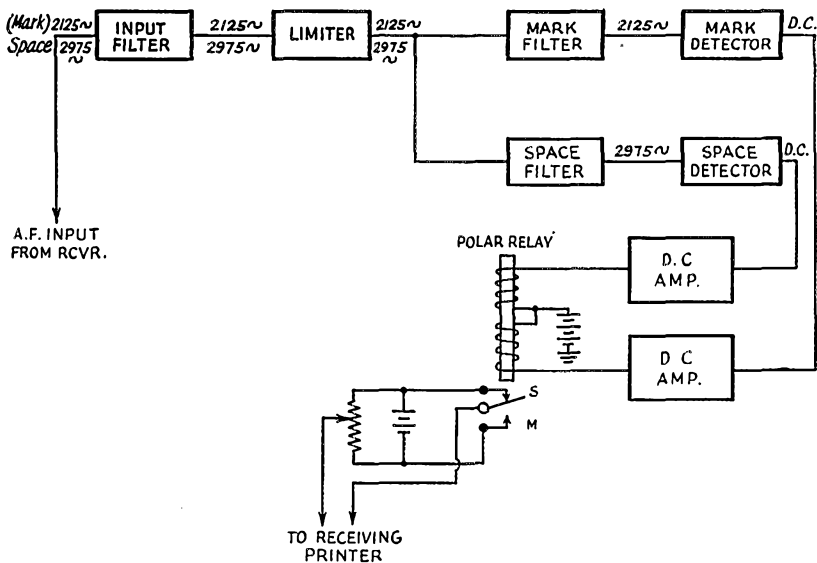 (Mark) 2125~
Space 2975
~
INPUT
FILTER
2125~
2975~
LIMITER
2125~
2975
~
MARK
FILTER
2125~
MARK
DETECTOR
D.C.
SPACE
FILTER
2975~
SPACE
DETECTOR
D.C.
A.F. INPUT
FROM RCVR.
POLAR RELAY
D.C
AMP.
D C
AMP.
S
M
TO RECEIVING
PRINTER